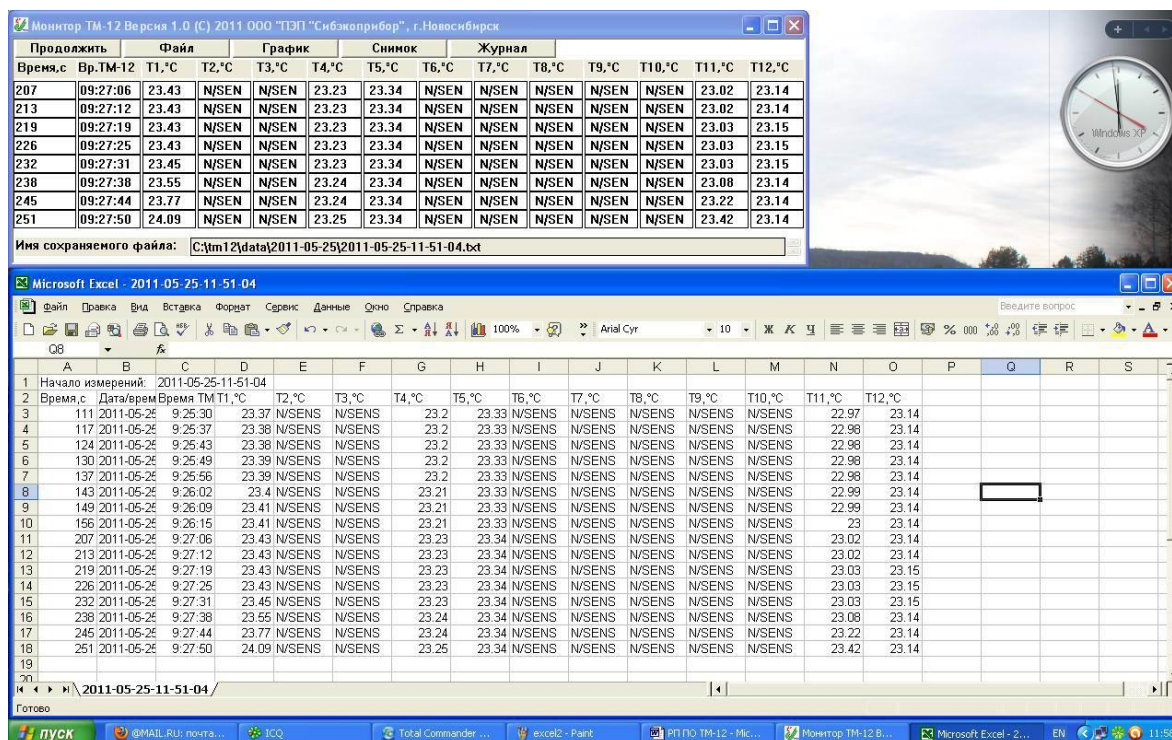 Монитор ТМ-12 Версия 1.0 (С) 2011 ООО "ПЭП "Сибэкоприбор", г.Новосибирск
Продолжить Файл График Снимок Журнал
Время,с Вр.ТМ-12 T1,°C T2,°C T3,°C T4,°C T5,°C T6,°C T7,°C T8,°C T9,°C T10,°C T11,°C T12,°C
207 09:27:06 23.43 N/SEN N/SEN 23.23 23.34 N/SEN N/SEN N/SEN N/SEN N/SEN 23.02 23.14
213 09:27:12 23.43 N/SEN N/SEN 23.23 23.34 N/SEN N/SEN N/SEN N/SEN N/SEN 23.02 23.14
219 09:27:19 23.43 N/SEN N/SEN 23.23 23.34 N/SEN N/SEN N/SEN N/SEN N/SEN 23.03 23.15
226 09:27:25 23.43 N/SEN N/SEN 23.23 23.34 N/SEN N/SEN N/SEN N/SEN N/SEN 23.03 23.15
232 09:27:31 23.45 N/SEN N/SEN 23.23 23.34 N/SEN N/SEN N/SEN N/SEN N/SEN 23.03 23.15
238 09:27:38 23.55 N/SEN N/SEN 23.24 23.34 N/SEN N/SEN N/SEN N/SEN N/SEN 23.08 23.14
245 09:27:44 23.77 N/SEN N/SEN 23.24 23.34 N/SEN N/SEN N/SEN N/SEN N/SEN 23.22 23.14
251 09:27:50 24.09 N/SEN N/SEN 23.25 23.34 N/SEN N/SEN N/SEN N/SEN N/SEN 23.42 23.14
Имя сохраняемого файла: C:\tm12\data\2011-05-25\2011-05-25-11-51-04.txt
Windows XP
Microsoft Excel - 2011-05-25-11-51-04
Файл Правка Вид Вставка Формат Сервис Данные Окно Справка Введите вопрос
100% Arial Cyr 10 Ж К Ч % 000
Q8 fx
A B C D E F G H I J K L M N O P Q R S
1 Начало измерений: 2011-05-25-11-51-04
2 Время,с Дата/врем Время ТМ T1,°C T2,°C T3,°C T4,°C T5,°C T6,°C T7,°C T8,°C T9,°C T10,°C T11,°C T12,°C
3 111 2011-05-25 9:25:30 23.37 N/SENS N/SENS 23.2 23.33 N/SENS N/SENS N/SENS N/SENS N/SENS 22.97 23.14
4 117 2011-05-25 9:25:37 23.38 N/SENS N/SENS 23.2 23.33 N/SENS N/SENS N/SENS N/SENS N/SENS 22.98 23.14
5 124 2011-05-25 9:25:43 23.38 N/SENS N/SENS 23.2 23.33 N/SENS N/SENS N/SENS N/SENS N/SENS 22.98 23.14
6 130 2011-05-25 9:25:49 23.39 N/SENS N/SENS 23.2 23.33 N/SENS N/SENS N/SENS N/SENS N/SENS 22.98 23.14
7 137 2011-05-25 9:25:56 23.39 N/SENS N/SENS 23.2 23.33 N/SENS N/SENS N/SENS N/SENS N/SENS 22.98 23.14
8 143 2011-05-25 9:26:02 23.4 N/SENS N/SENS 23.21 23.33 N/SENS N/SENS N/SENS N/SENS N/SENS 22.99 23.14
9 149 2011-05-25 9:26:09 23.41 N/SENS N/SENS 23.21 23.33 N/SENS N/SENS N/SENS N/SENS N/SENS 22.99 23.14
10 156 2011-05-25 9:26:15 23.41 N/SENS N/SENS 23.21 23.33 N/SENS N/SENS N/SENS N/SENS N/SENS 23 23.14
11 207 2011-05-25 9:27:06 23.43 N/SENS N/SENS 23.23 23.34 N/SENS N/SENS N/SENS N/SENS N/SENS 23.02 23.14
12 213 2011-05-25 9:27:12 23.43 N/SENS N/SENS 23.23 23.34 N/SENS N/SENS N/SENS N/SENS N/SENS 23.02 23.14
13 219 2011-05-25 9:27:19 23.43 N/SENS N/SENS 23.23 23.34 N/SENS N/SENS N/SENS N/SENS N/SENS 23.03 23.15
14 226 2011-05-25 9:27:25 23.43 N/SENS N/SENS 23.23 23.34 N/SENS N/SENS N/SENS N/SENS N/SENS 23.03 23.15
15 232 2011-05-25 9:27:31 23.45 N/SENS N/SENS 23.23 23.34 N/SENS N/SENS N/SENS N/SENS N/SENS 23.03 23.15
16 238 2011-05-25 9:27:38 23.55 N/SENS N/SENS 23.24 23.34 N/SENS N/SENS N/SENS N/SENS N/SENS 23.08 23.14
17 245 2011-05-25 9:27:44 23.77 N/SENS N/SENS 23.24 23.34 N/SENS N/SENS N/SENS N/SENS N/SENS 23.22 23.14
18 251 2011-05-25 9:27:50 24.09 N/SENS N/SENS 23.25 23.34 N/SENS N/SENS N/SENS N/SENS N/SENS 23.42 23.14
19
20
2011-05-25-11-51-04
Готово
пуск @MAIL.RU: почта... ICQ Total Commander ... excel2 - Paint РП ПО ТМ-12 - Mic... Монитор ТМ-12 В... Microsoft Excel - 2... EN